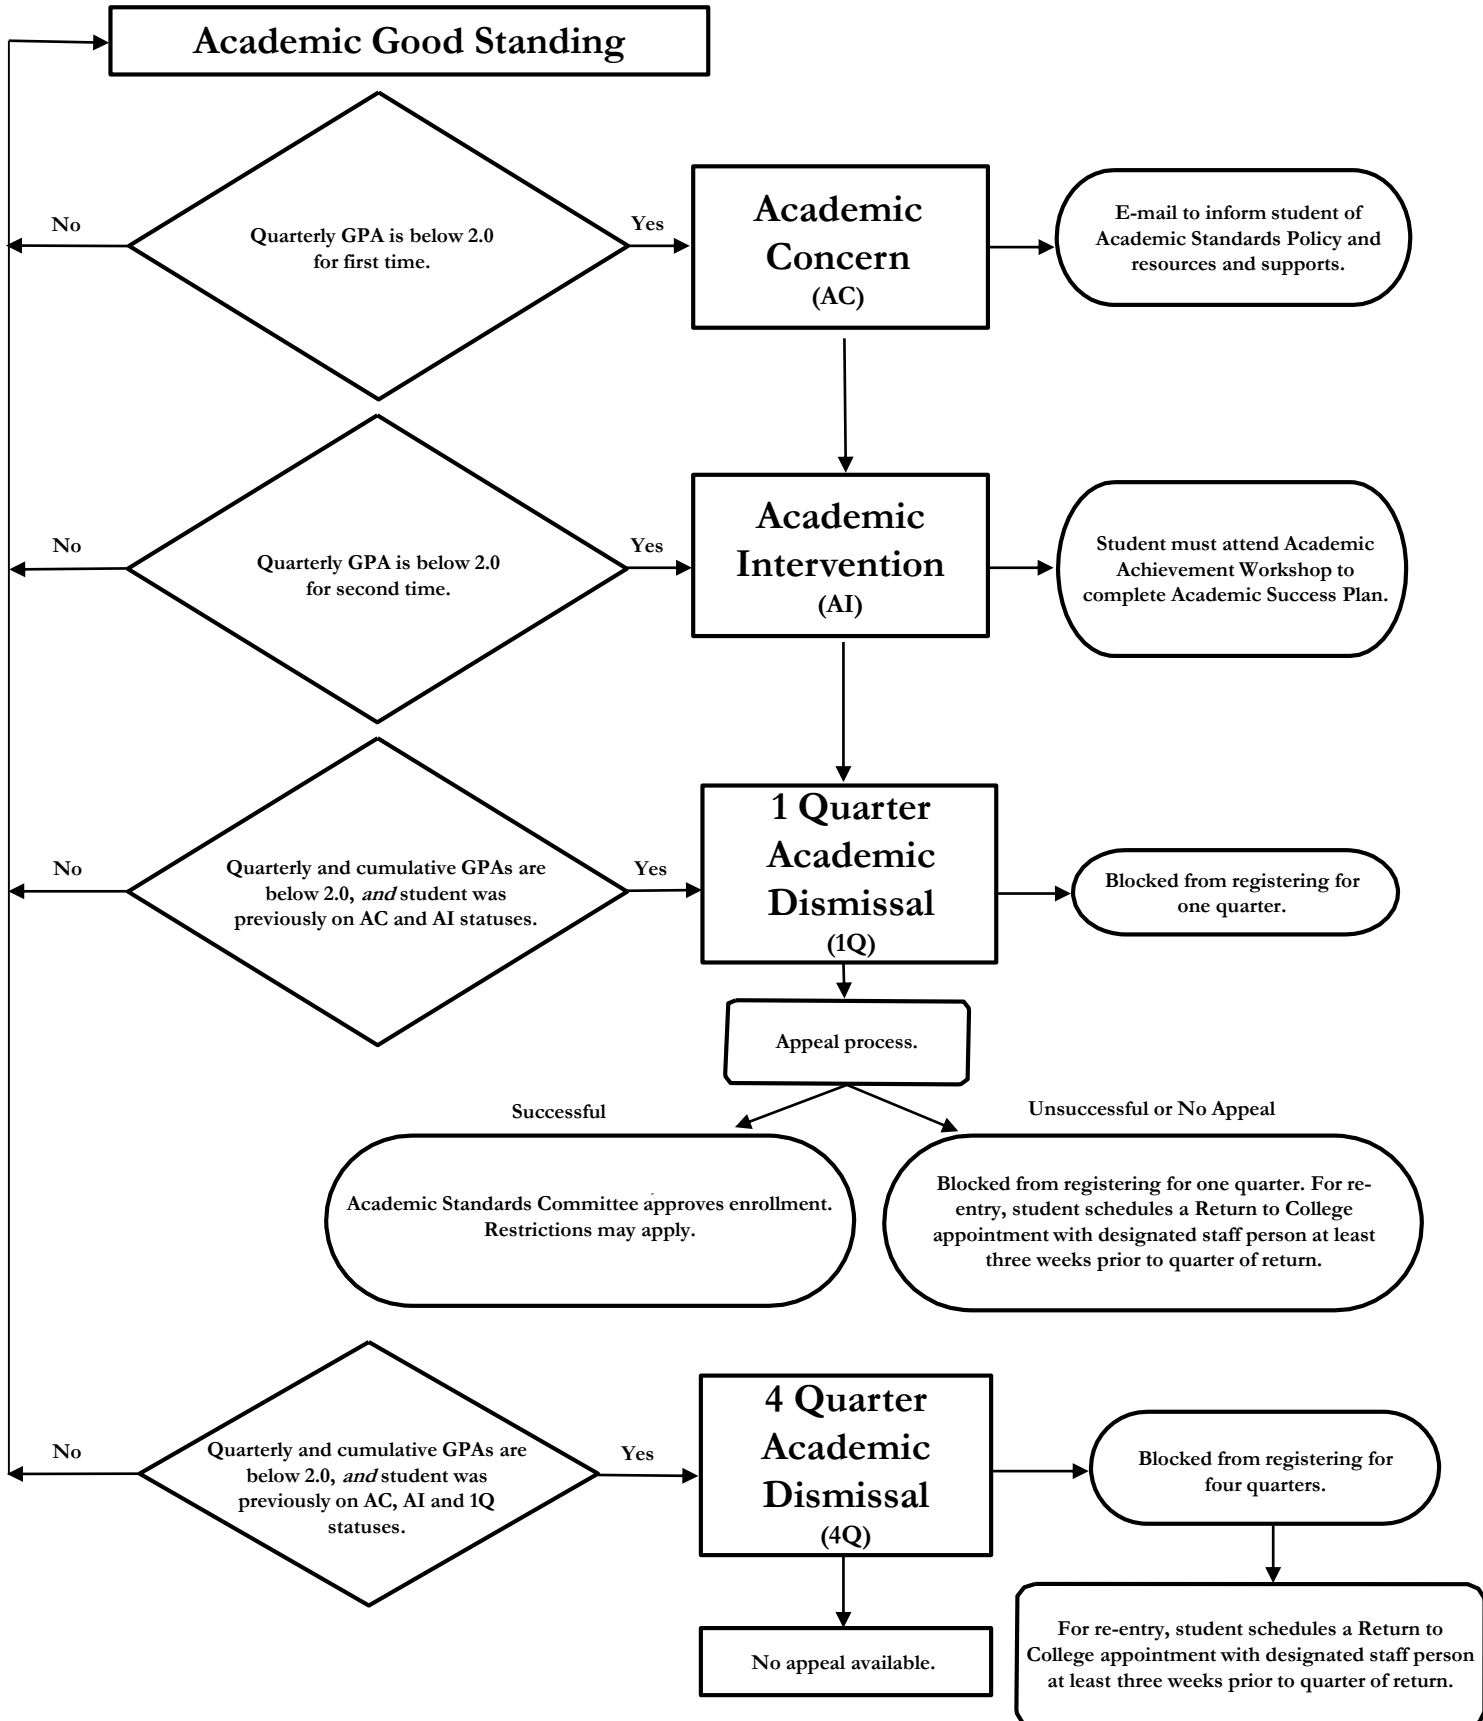 Academic Good Standing
No
Quarterly GPA is below 2.0
for first time.
Yes
Academic
Concern
(AC)
E-mail to inform student of
Academic Standards Policy and
resources and supports.
No
Quarterly GPA is below 2.0
for second time.
Yes
Academic
Intervention
(AI)
Student must attend Academic
Achievement Workshop to
complete Academic Success Plan.
No
Quarterly and cumulative GPAs are
below 2.0, and student was
previously on AC and AI statuses.
Yes
1 Quarter
Academic
Dismissal
(1Q)
Blocked from registering for
one quarter.
Appeal process.
Successful
Unsuccessful or No Appeal
Academic Standards Committee approves enrollment.
Restrictions may apply.
Blocked from registering for one quarter. For re-
entry, student schedules a Return to College
appointment with designated staff person at least
three weeks prior to quarter of return.
No
Quarterly and cumulative GPAs are
below 2.0, and student was
previously on AC, AI and 1Q
statuses.
Yes
4 Quarter
Academic
Dismissal
(4Q)
Blocked from registering for
four quarters.
No appeal available.
For re-entry, student schedules a Return to
College appointment with designated staff person
at least three weeks prior to quarter of return.